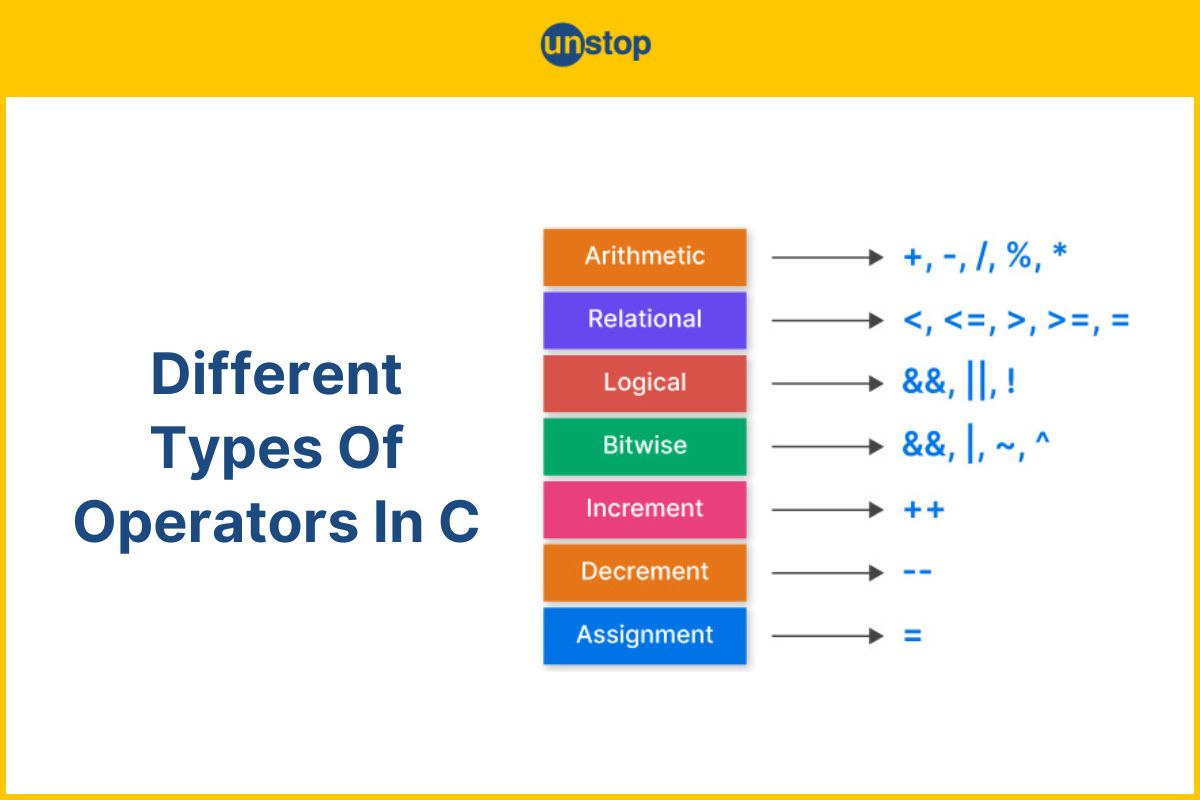 unstop
Different
Types Of
Operators In C
Arithmetic +, -, /, %, *
Relational <, <=, >, >=, =
Logical &&, ||, !
Bitwise &&, |, ~, ^
Increment ++
Decrement --
Assignment =